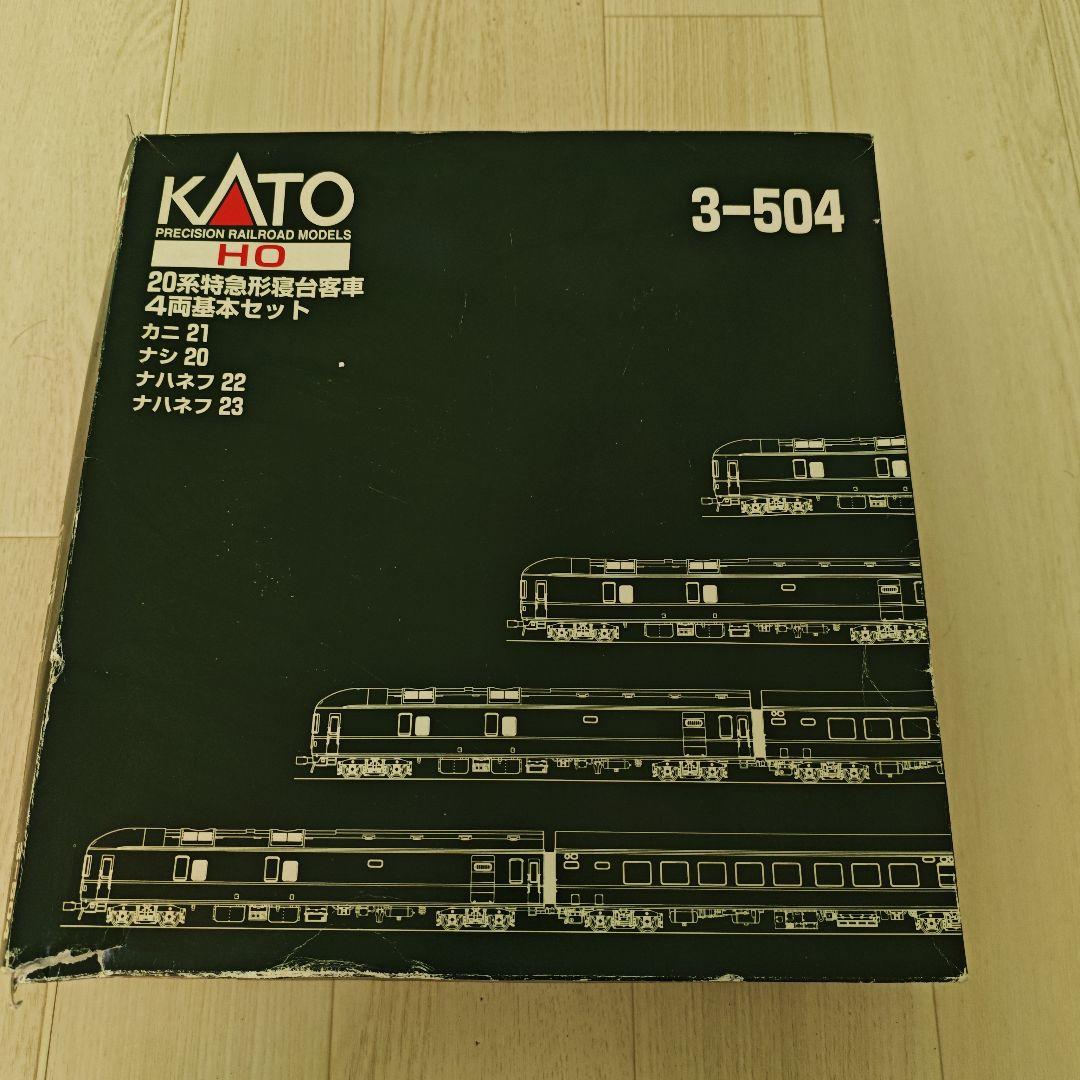 KATO
PRECISION RAILROAD MODELS
HO
3-504
20系特急形寝台客車
4両基本セット
カニ 21
ナシ 20
ナハネフ 22
ナハネフ 23